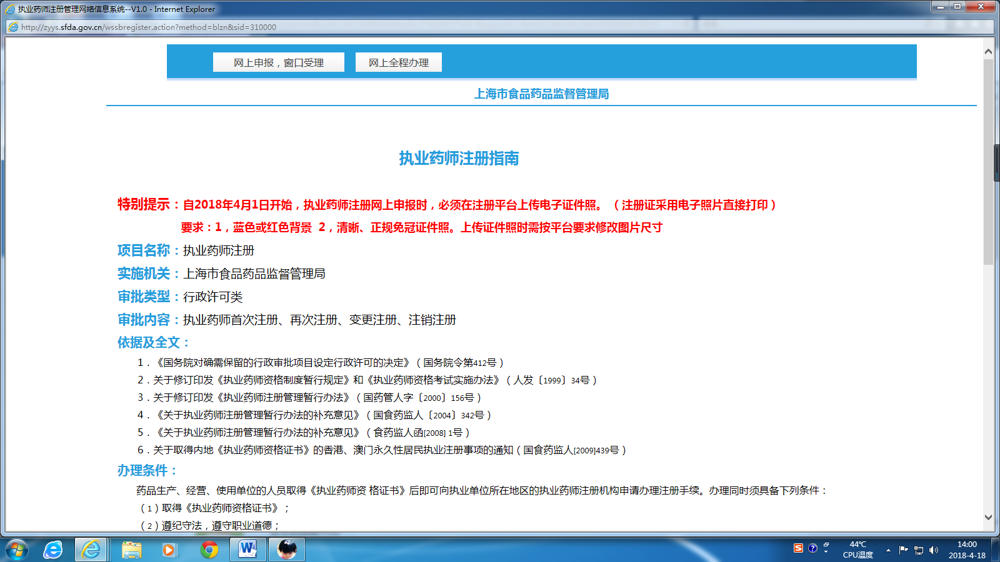 执业药师注册管理网络信息系统--V1.0 - Internet Explorer
http://zyys.sfda.gov.cn/wssbregister.action?method=blzn&sid=310000
网上申报，窗口受理 网上全程办理
上海市食品药品监督管理局
执业药师注册指南
特别提示：自2018年4月1日开始，执业药师注册网上申报时，必须在注册平台上传电子证件照。（注册证采用电子照片直接打印）
要求：1，蓝色或红色背景 2，清晰、正规免冠证件照。上传证件照时需按平台要求修改图片尺寸
项目名称：执业药师注册
实施机关：上海市食品药品监督管理局
审批类型：行政许可类
审批内容：执业药师首次注册、再次注册、变更注册、注销注册
依据及全文：
1．《国务院对确需保留的行政审批项目设定行政许可的决定》（国务院令第412号）
2．关于修订印发《执业药师资格制度暂行规定》和《执业药师资格考试实施办法》（人发〔1999〕34号）
3．关于修订印发《执业药师注册管理暂行办法》（国药管人字〔2000〕156号）
4．《关于执业药师注册管理暂行办法的补充意见》（国食药监人〔2004〕342号）
5．《关于执业药师注册管理暂行办法的补充意见》（食药监人函[2008] 1号）
6．关于取得内地《执业药师资格证书》的香港、澳门永久性居民执业注册事项的通知（国食药监人[2009]439号）
办理条件：
药品生产、经营、使用单位的人员取得《执业药师资 格证书》后即可向执业单位所在地区的执业药师注册机构申请办理注册手续。办理同时须具备下列条件：
（1）取得《执业药师资格证书》；
（2）遵纪守法，遵守职业道德；
44℃
CPU温度
14:00
2018-4-18